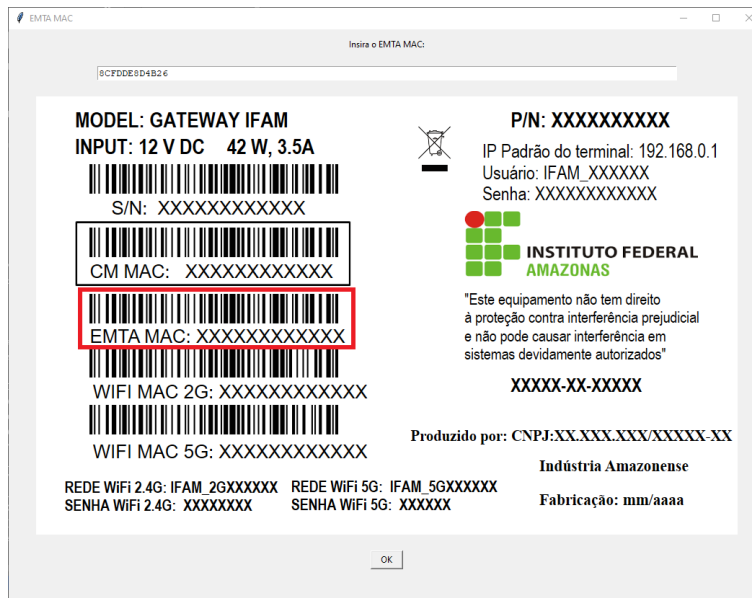 EMTA MAC
Insira o EMTA MAC:
8CFDDE8D4B26
MODEL: GATEWAY IFAM
INPUT: 12 V DC 42 W, 3.5A
S/N: XXXXXXXXXXXX
CM MAC: XXXXXXXXXXXX
EMTA MAC: XXXXXXXXXXXX
WIFI MAC 2G: XXXXXXXXXXXX
WIFI MAC 5G: XXXXXXXXXXXX
REDE WiFi 2.4G: IFAM_2GXXXXXX REDE WiFi 5G: IFAM_5GXXXXXX
SENHA WiFi 2.4G: XXXXXXXX SENHA WiFi 5G: XXXXXX
P/N: XXXXXXXXXX
IP Padrão do terminal: 192.168.0.1
Usuário: IFAM_XXXXXX
Senha: XXXXXXXXXXXX
INSTITUTO FEDERAL
AMAZONAS
"Este equipamento não tem direito
à proteção contra interferência prejudicial
e não pode causar interferência em
sistemas devidamente autorizados"
XXXXX-XX-XXXXX
Produzido por: CNPJ:XX.XXX.XXX/XXXXX-XX
Indústria Amazonense
Fabricação: mm/aaaa
OK